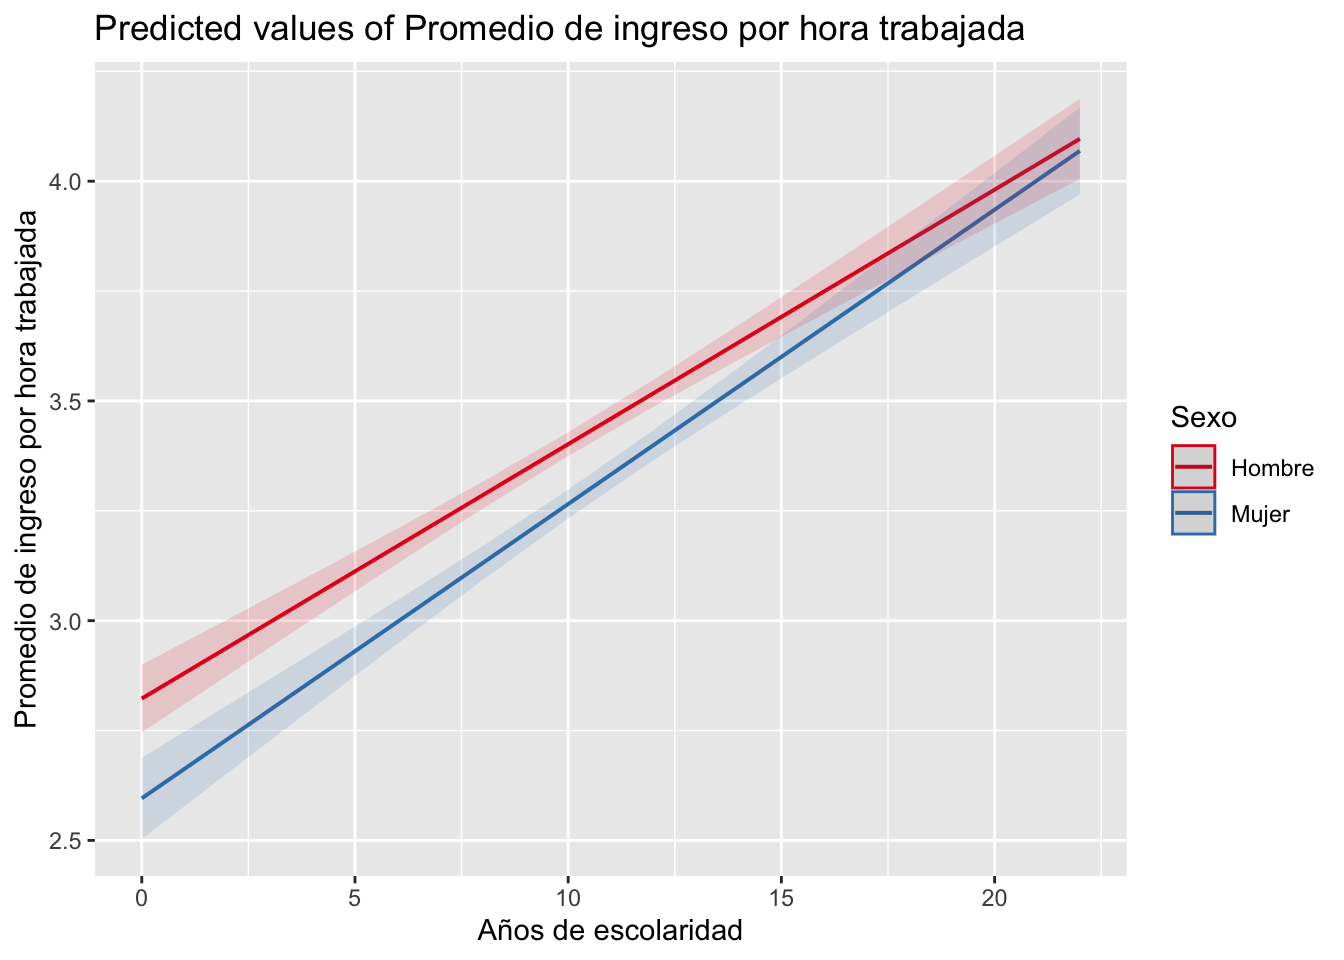 Predicted values of Promedio de ingreso por hora trabajada
Promedio de ingreso por hora trabajada
4.0
3.5
3.0
2.5
0
5
10
15
20
Años de escolaridad
Sexo
Hombre
Mujer